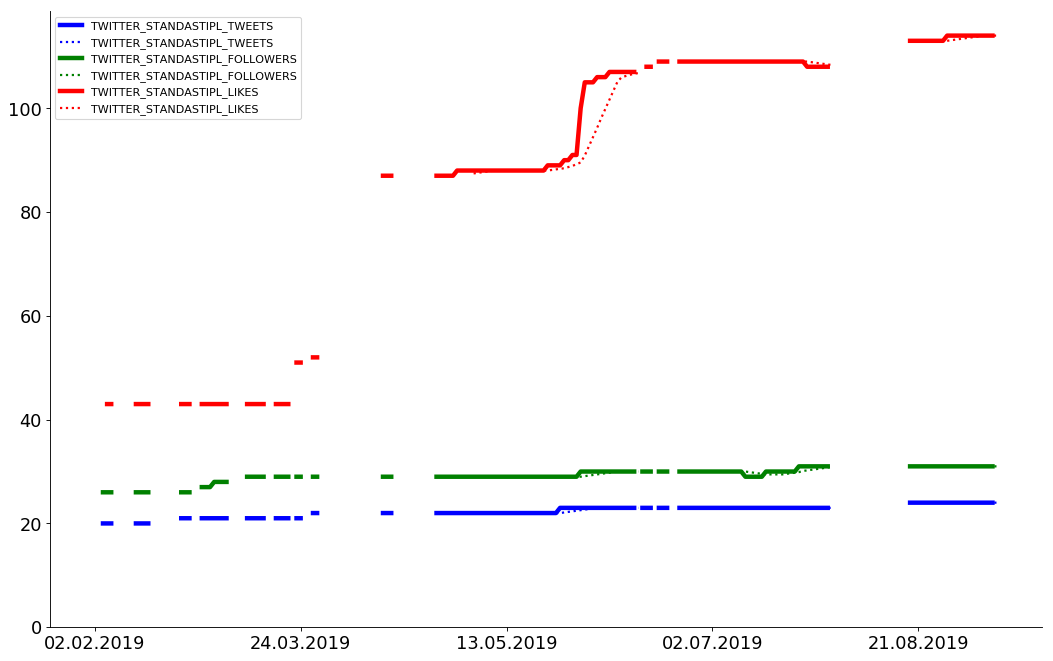 TWITTER_STANDASTIPL_TWEETS
TWITTER_STANDASTIPL_TWEETS
TWITTER_STANDASTIPL_FOLLOWERS
TWITTER_STANDASTIPL_FOLLOWERS
TWITTER_STANDASTIPL_LIKES
TWITTER_STANDASTIPL_LIKES
100
80
60
40
20
0
02.02.2019 24.03.2019 13.05.2019 02.07.2019 21.08.2019